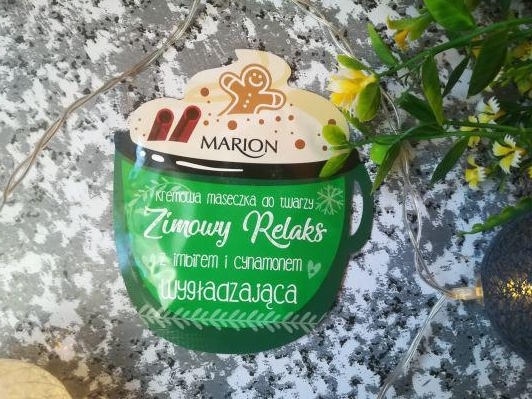 MARION
kremowa maseczka do twarzy
Zimowy Relaks
z imbirem i cynamonem
wygładzająca